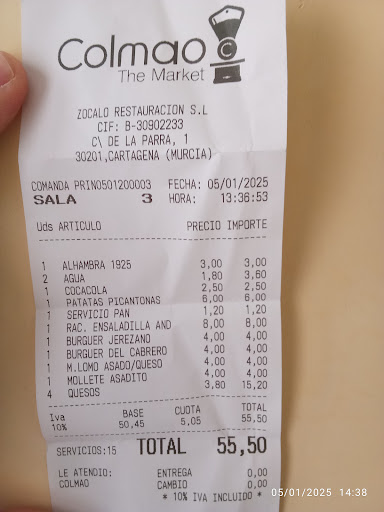 Colmao
The Market
ZOCALO RESTAURACION S.L
CIF: B-30902233
C\ DE LA PARRA, 1
30201,CARTAGENA (MURCIA)
COMANDA PRIN0501200003 FECHA: 05/01/2025
SALA 3 HORA: 13:36:53
Uds ARTICULO PRECIO IMPORTE
1 ALHAMBRA 1925 3,00 3,00
2 AGUA 1,80 3,60
1 COCACOLA 2,50 2,50
1 PATATAS PICANTONAS 6,00 6,00
1 SERVICIO PAN 1,20 1,20
1 RAC. ENSALADILLA AND 8,00 8,00
1 BURGUER JEREZANO 4,00 4,00
1 BURGUER DEL CABRERO 4,00 4,00
1 M.LOMO ASADO/QUESO 4,00 4,00
1 MOLLETE ASADITO 4,00 4,00
4 QUESOS 3,80 15,20
Iva BASE CUOTA TOTAL
10% 50,45 5,05 55,50
SERVICIOS:15 TOTAL 55,50
LE ATENDIO: ENTREGA 0,00
COLMAO CAMBIO 0,00
* 10% IVA INCLUIDO *
05/01/2025 14:38